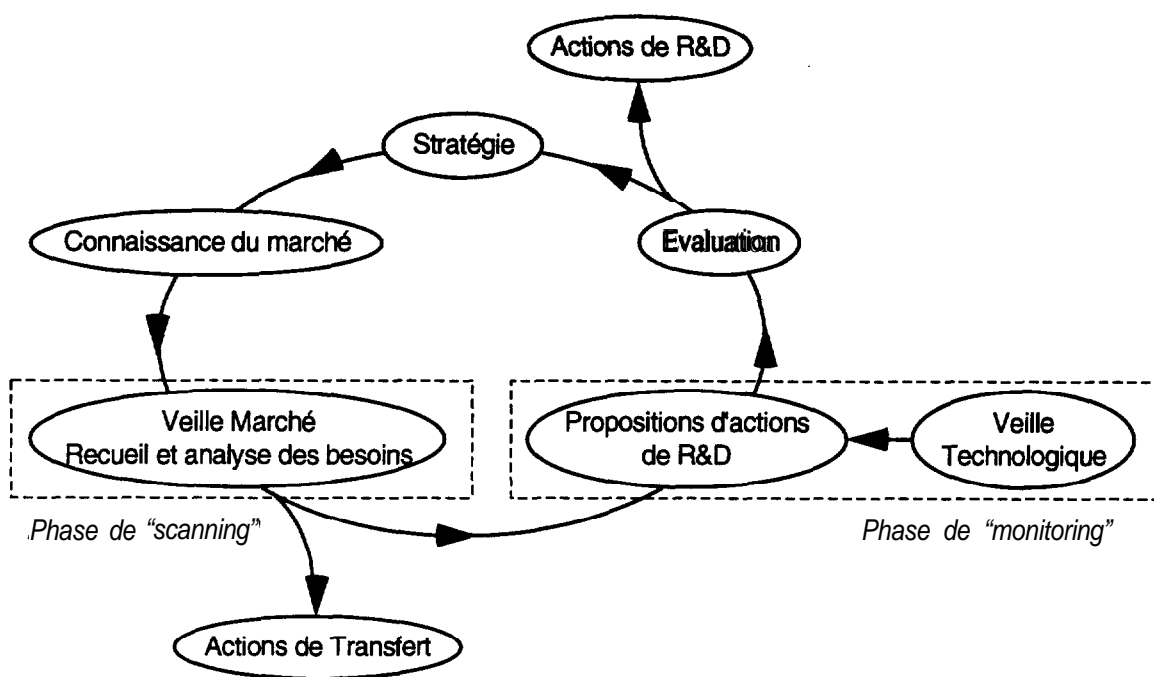 Actions de R&D
Stratégie
Connaissance du marché
Evaluation
Veille Marché
Recueil et analyse des besoins
Propositions d'actions
de R&D
Veille
Technologique
Phase de “scanning”
Phase de “monitoring”
Actions de Transfert